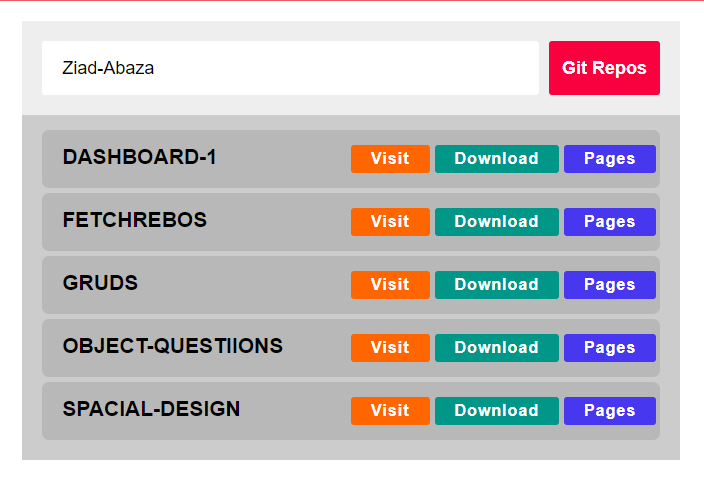 Ziad-Abaza Git Repos
DASHBOARD-1 Visit Download Pages
FETCHREBOS Visit Download Pages
GRUDS Visit Download Pages
OBJECT-QUESTIIONS Visit Download Pages
SPACIAL-DESIGN Visit Download Pages